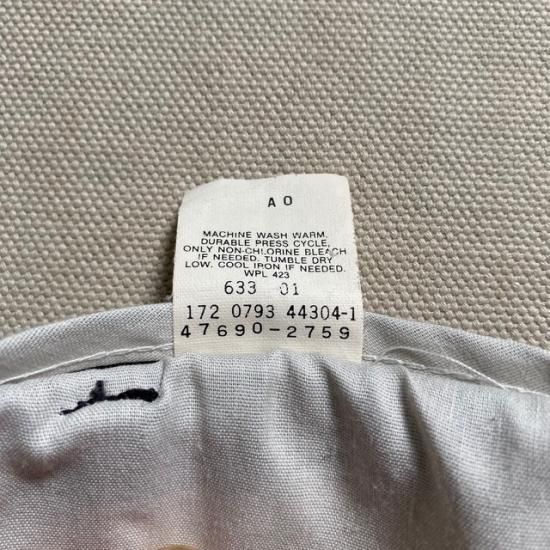 A O
MACHINE WASH WARM.
DURABLE PRESS CYCLE,
ONLY NON-CHLORINE BLEACH
IF NEEDED. TUMBLE DRY
LOW. COOL IRON IF NEEDED.
WPL 423
633 01
172 0793 44304-1
47690-2759